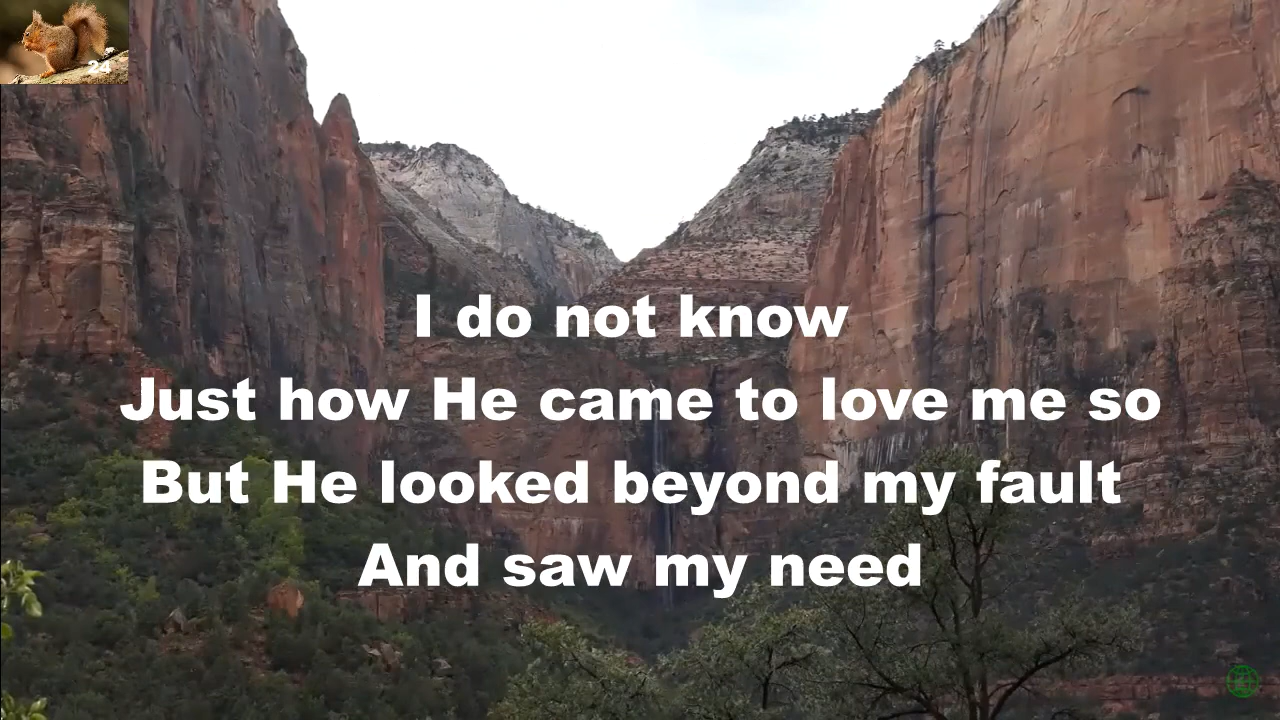 24
I do not know
Just how He came to love me so
But He looked beyond my fault
And saw my need